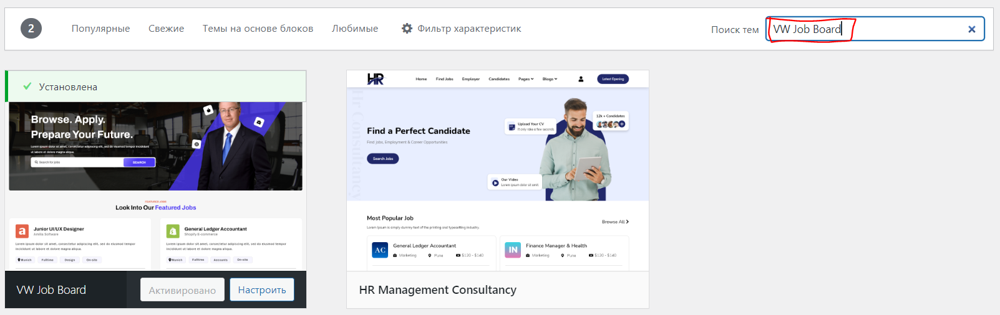 2 Популярные Свежие Темы на основе блоков Любимые Фильтр характеристик Поиск тем VW Job Board
Установлена
Browse. Apply.
Prepare Your Future.
Lorem ipsum dolor sit amet, consectetur adipiscing elit, sed do eiusmod tempor incididunt
ut labore et dolore magna aliqua.
Search for jobs SEARCH
FEATURED JOBS
Look Into Our Featured Jobs
a Junior UI/UX Designer
Amilia Software
Lorem ipsum dolor sit amet, consectetur adipiscing elit, sed do eiusmod tempor
incididunt ut labore et dolore magna aliqua.
Munich Fulltime Design On-site
General Ledger Accountant
Shopify E-commerce
Lorem ipsum dolor sit amet, consectetur adipiscing elit, sed do eiusmod tempor
incididunt ut labore et dolore magna aliqua.
Munich Fulltime Accounts On-site
VW Job Board Активировано Настроить
HR Home Find Jobs Employer Candidates Pages Blogs Latest Opening
Hr Consultancy
Find a Perfect Candidate
Find jobs, Employment & Career Opportunities
Search Jobs
Upload Your CV
It only take a few seconds
12k + Candidates
Our Video
Lorem ipsum dolor sit amet.
Most Popular Job
Lorem Ipsum is simply dummy text of the printing and typesetting industry.
Browse All
AC General Ledger Accountant
Marketing Pune $120 - $140
IN Finance Manager & Health
Marketing Pune $120 - $140
HR Management Consultancy